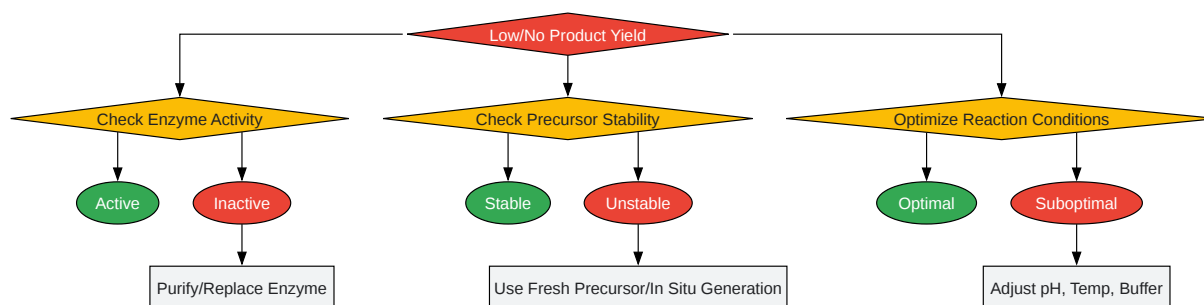 Low/No Product Yield
Check Enzyme Activity
Check Precursor Stability
Optimize Reaction Conditions
Active
Inactive
Stable
Unstable
Optimal
Suboptimal
Purify/Replace Enzyme
Use Fresh Precursor/In Situ Generation
Adjust pH, Temp, Buffer